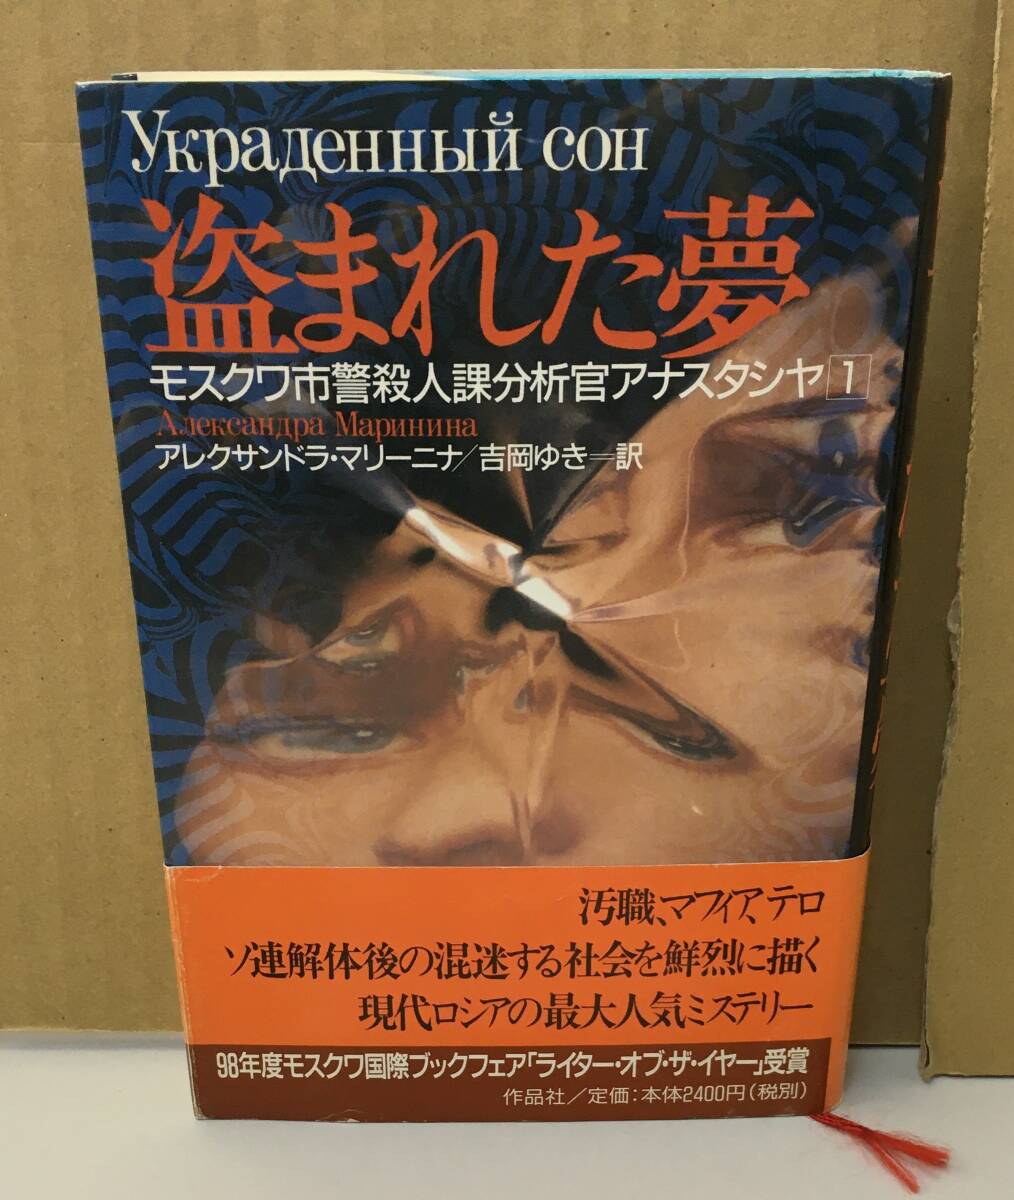 Украденный сон
盗まれた夢
モスクワ市警殺人課分析官アナスタシヤ1
Александра Маринина
アレクサンドラ・マリーニナ/吉岡ゆき=訳
汚職、マフィア、テロ
ソ連解体後の混迷する社会を鮮烈に描く
現代ロシアの最大人気ミステリー
98年度モスクワ国際ブックフェア「ライター・オブ・ザ・イヤー」受賞
作品社/定価:本体2400円(税別)